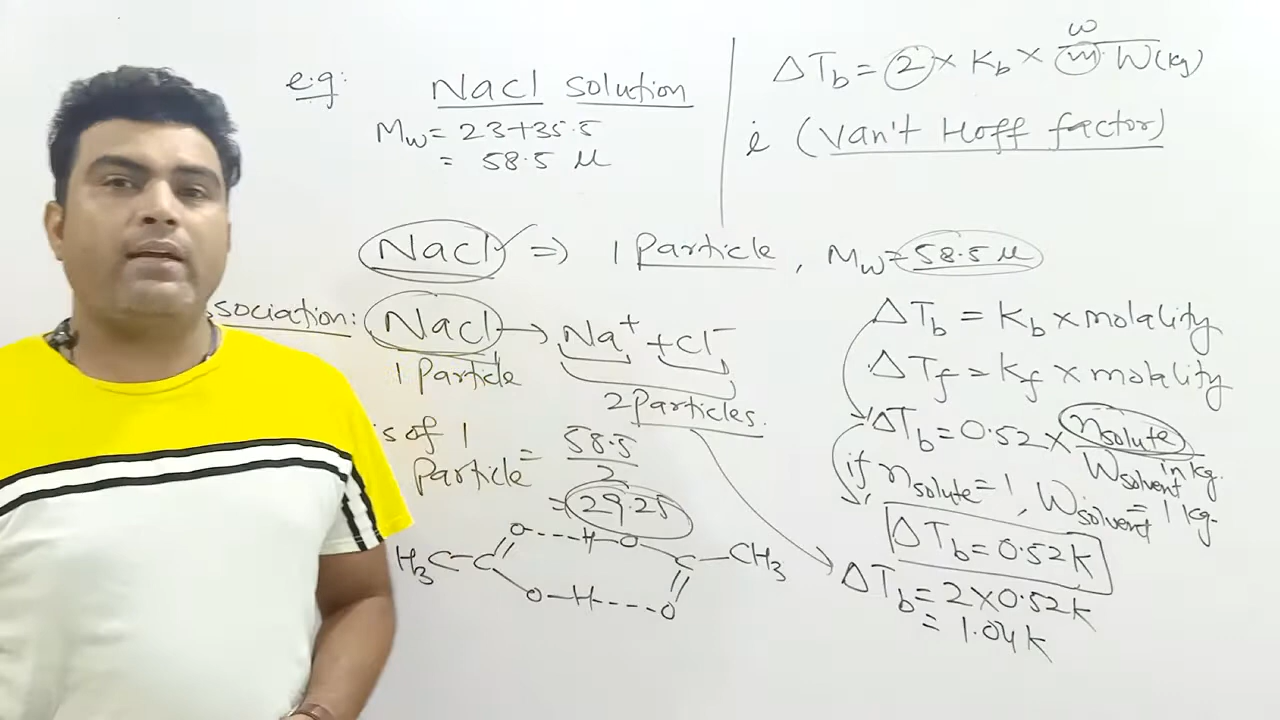 e.g:
Nacl solution
Mw = 23+35.5
= 58.5 u
ΔTb = 2 × Kb × w / m · W(kg)
i (Van't Hoff factor)
Nacl ⇒ 1 Particle, Mw = 58.5 u
sociation: Nacl → Na+ + Cl-
1 Particle
2 Particles.
s of 1
Particle = 58.5 / 2
= 29.25
ΔTb = Kb × molality
ΔTf = Kf × molality
ΔTb = 0.52 × nsolute / Wsolvent in kg.
if nsolute = 1, Wsolvent = 1 kg.
ΔTb = 0.52 k
ΔTb = 2×0.52 k
= 1.04 k
O---H-O
H3C-C C-CH3
O-H---O